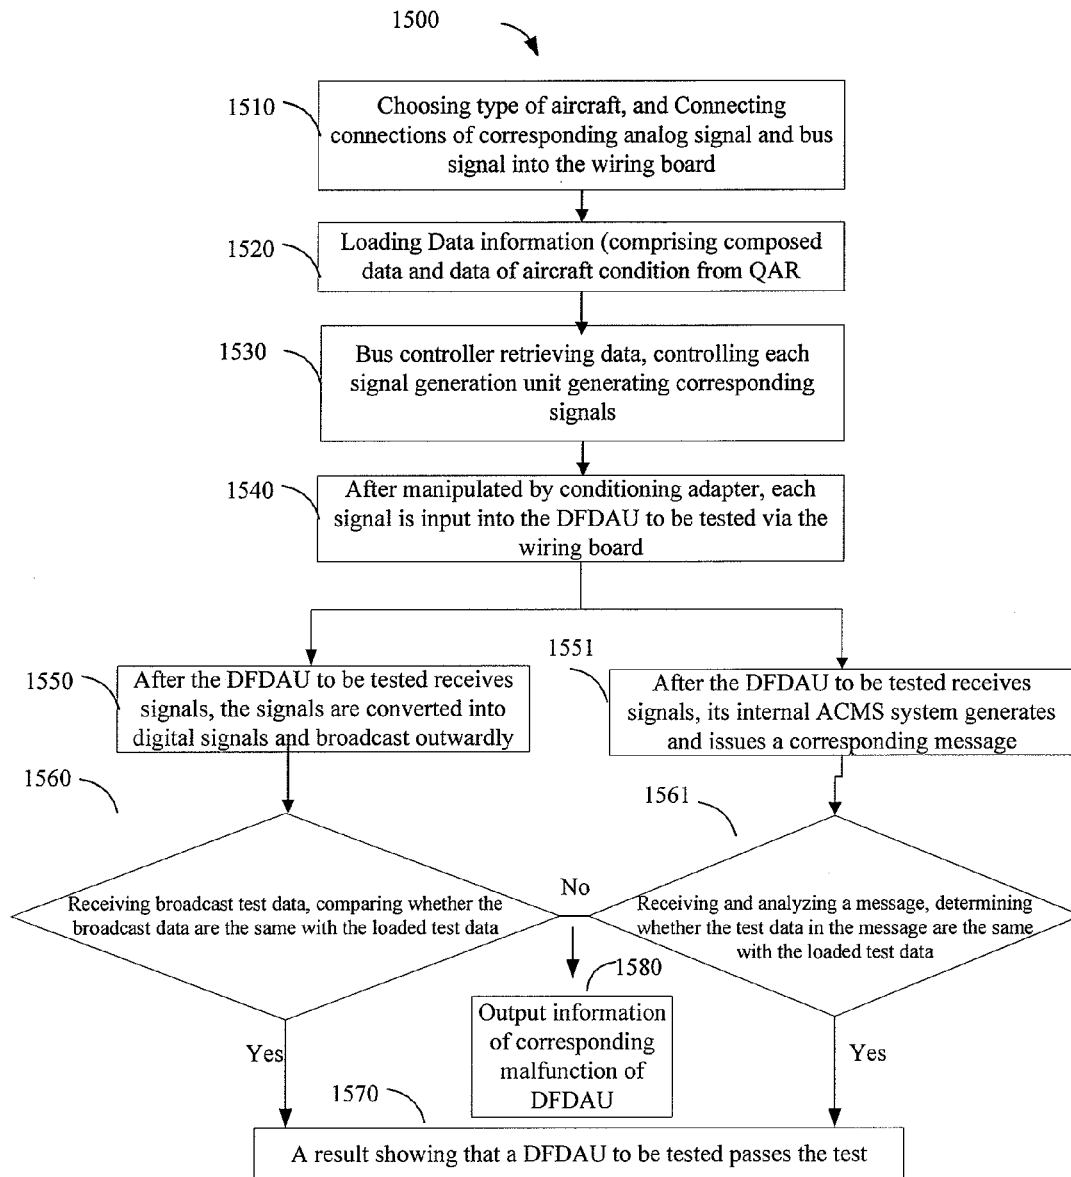 1500
1510
Choosing type of aircraft, and Connecting
connections of corresponding analog signal and bus
signal into the wiring board
1520
Loading Data information (comprising composed
data and data of aircraft condition from QAR
1530
Bus controller retrieving data, controlling each
signal generation unit generating corresponding
signals
1540
After manipulated by conditioning adapter, each
signal is input into the DFDAU to be tested via the
wiring board
1550
After the DFDAU to be tested receives
signals, the signals are converted into
digital signals and broadcast outwardly
1551
After the DFDAU to be tested receives
signals, its internal ACMS system generates
and issues a corresponding message
1560
Receiving broadcast test data, comparing whether the
broadcast data are the same with the loaded test data
No
1561
Receiving and analyzing a message, determining
whether the test data in the message are the same
with the loaded test data
1580
Output information
of corresponding
malfunction of
DFDAU
Yes
Yes
1570
A result showing that a DFDAU to be tested passes the test